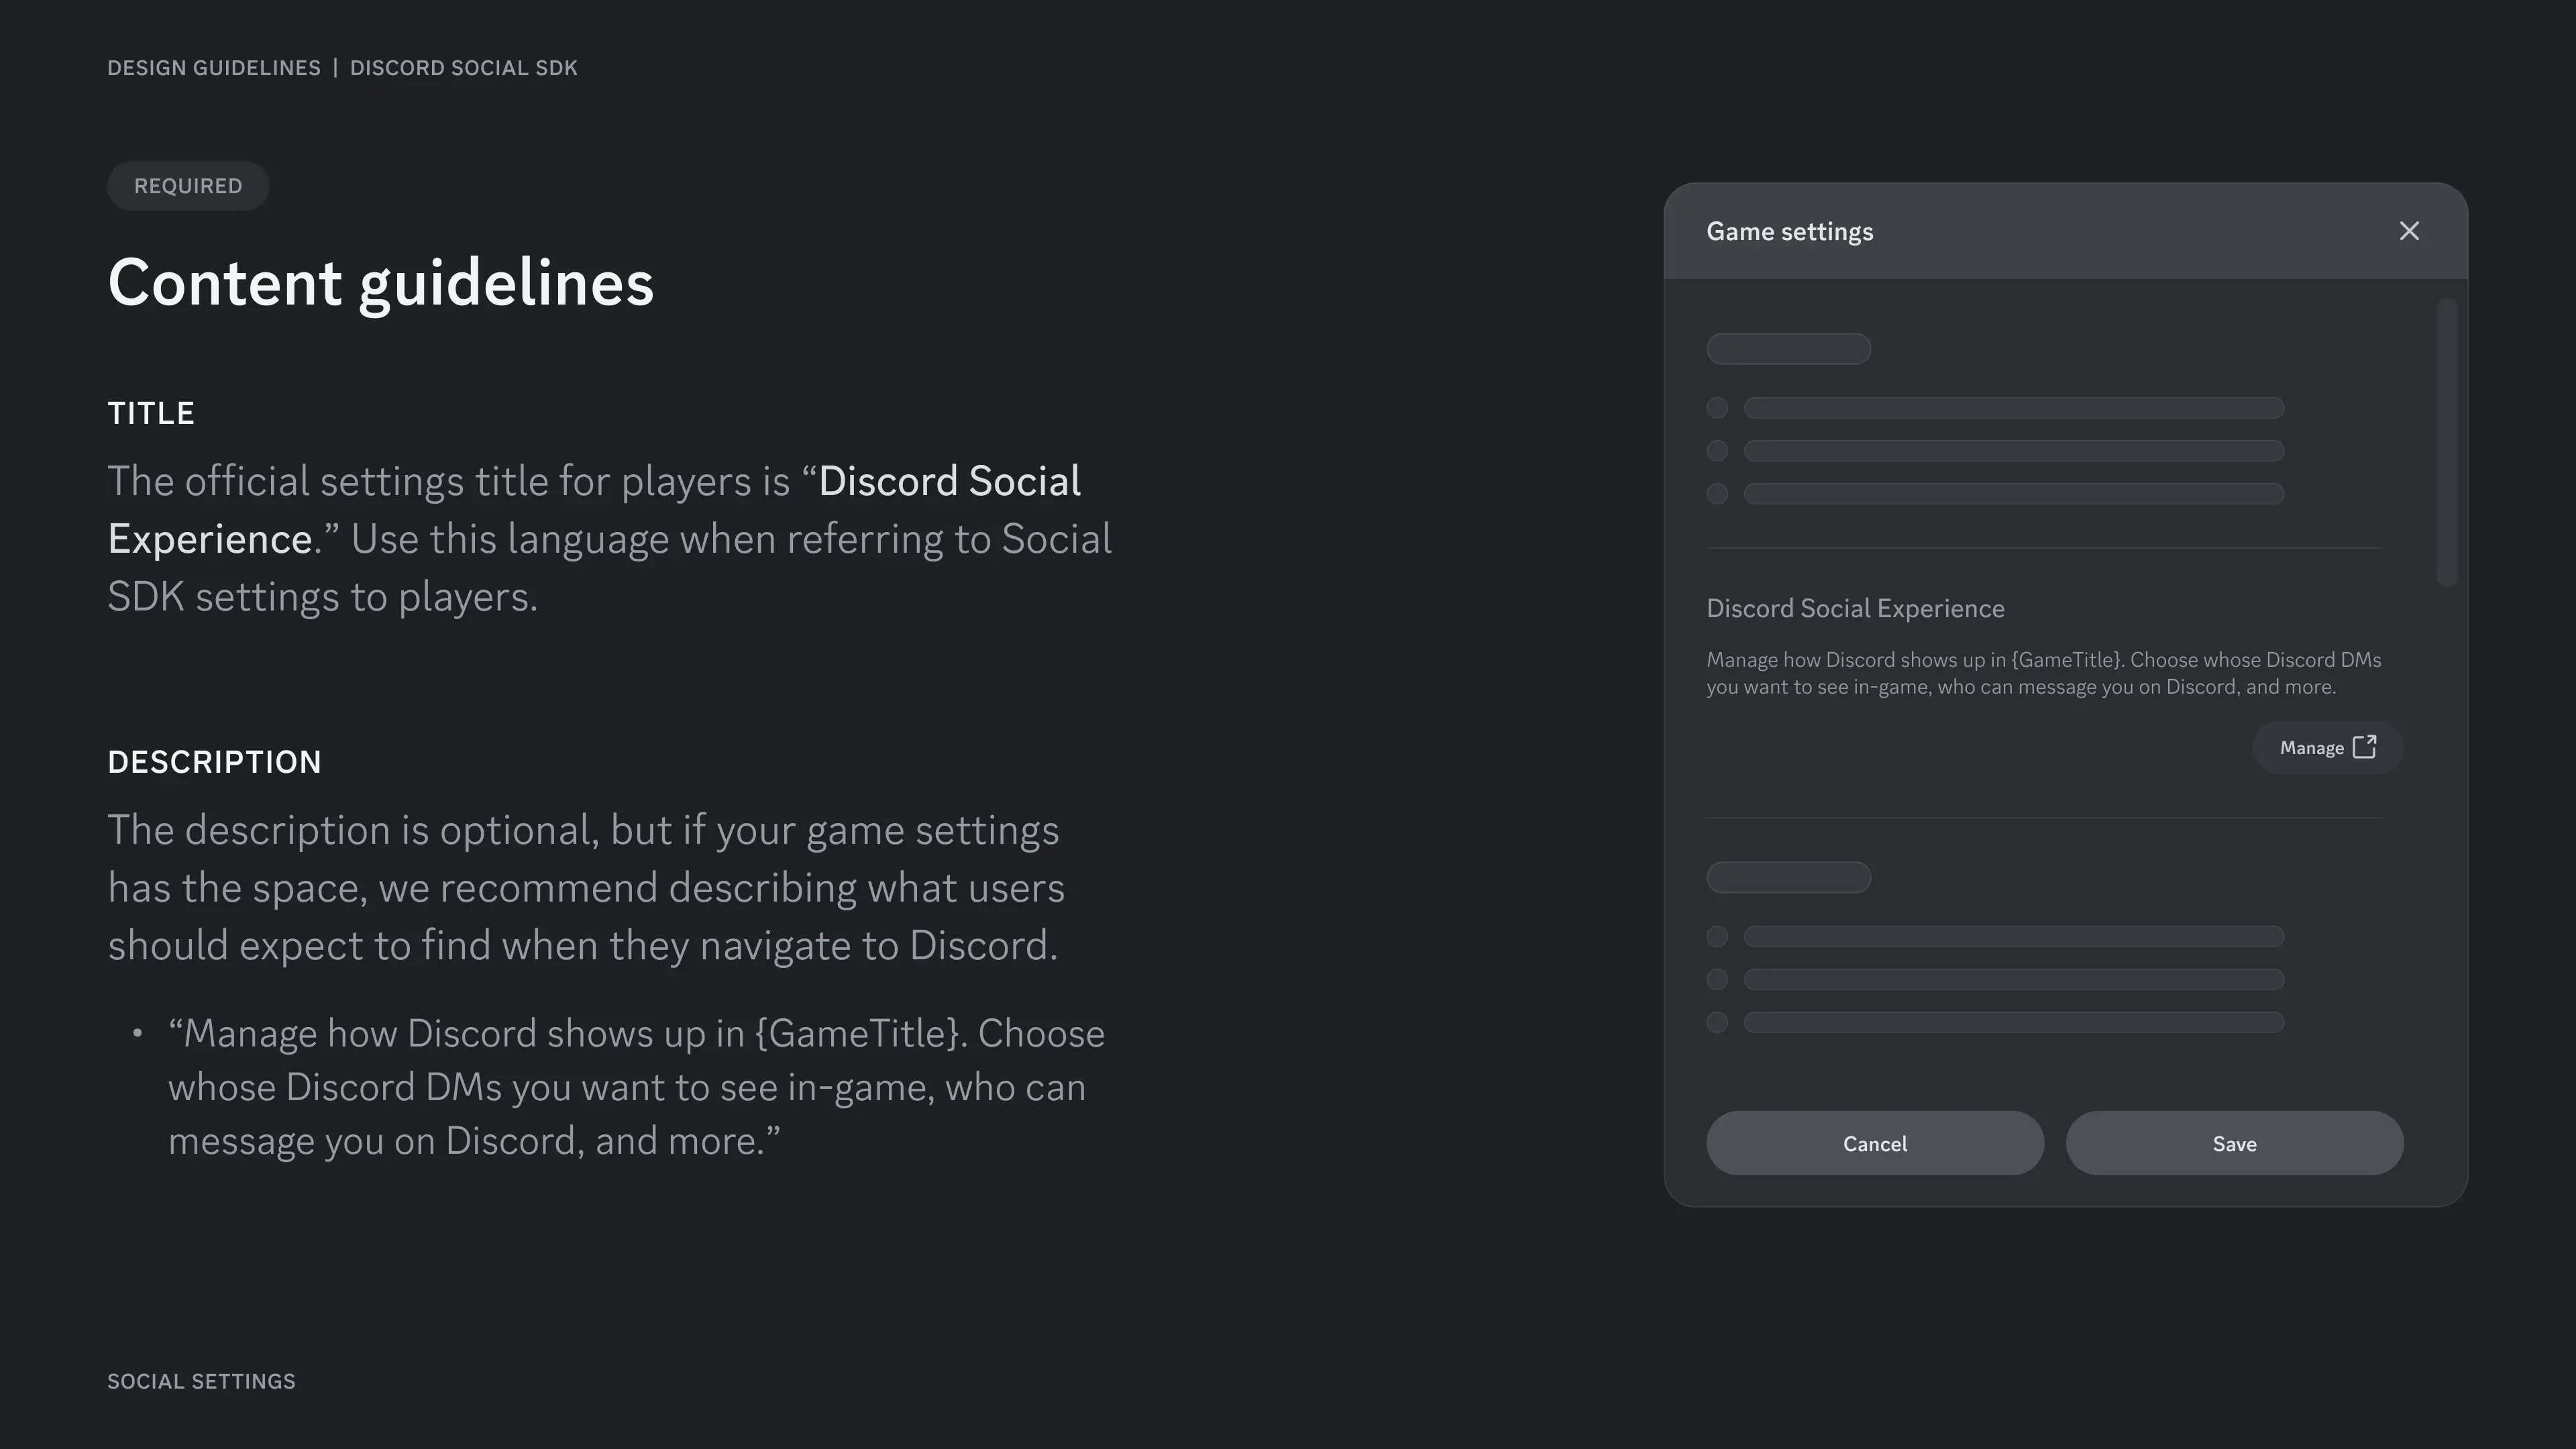 DESIGN GUIDELINES | DISCORD SOCIAL SDK
REQUIRED
Content guidelines
TITLE
The official settings title for players is “Discord Social
Experience.” Use this language when referring to Social
SDK settings to players.
DESCRIPTION
The description is optional, but if your game settings
has the space, we recommend describing what users
should expect to find when they navigate to Discord.
• “Manage how Discord shows up in {GameTitle}. Choose
whose Discord DMs you want to see in-game, who can
message you on Discord, and more.”
SOCIAL SETTINGS
Game settings
Discord Social Experience
Manage how Discord shows up in {GameTitle}. Choose whose Discord DMs
you want to see in-game, who can message you on Discord, and more.
Manage
Cancel
Save